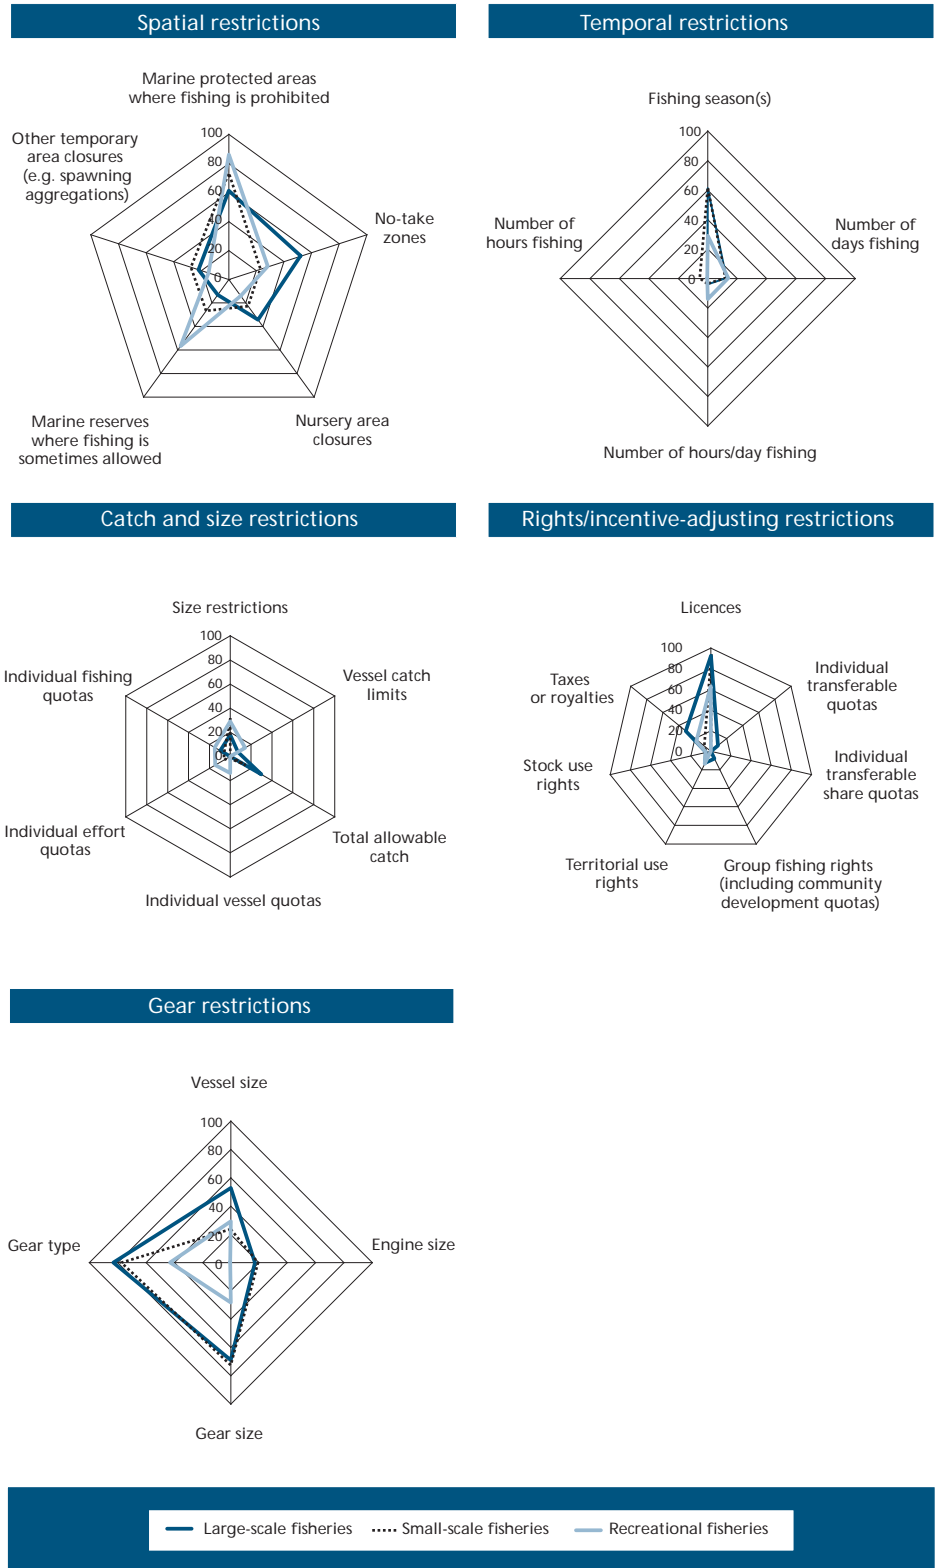 Spatial restrictions
Marine protected areas
where fishing is prohibited
Other temporary
area closures
(e.g. spawning
aggregations)
No-take
zones
100
80
60
40
20
0
Marine reserves
where fishing is
sometimes allowed
Nursery area
closures
Temporal restrictions
Fishing season(s)
100
80
60
40
20
0
Number of
hours fishing
Number of
days fishing
Number of hours/day fishing
Catch and size restrictions
Size restrictions
100
80
60
40
20
0
Individual fishing
quotas
Vessel catch
limits
Individual effort
quotas
Total allowable
catch
Individual vessel quotas
Rights/incentive-adjusting restrictions
Licences
100
80
60
40
20
0
Taxes
or royalties
Individual
transferable
quotas
Stock use
rights
Individual
transferable
share quotas
Territorial use
rights
Group fishing rights
(including community
development quotas)
Gear restrictions
Vessel size
100
80
60
40
20
0
Gear type
Engine size
Gear size
Large-scale fisheries
Small-scale fisheries
Recreational fisheries